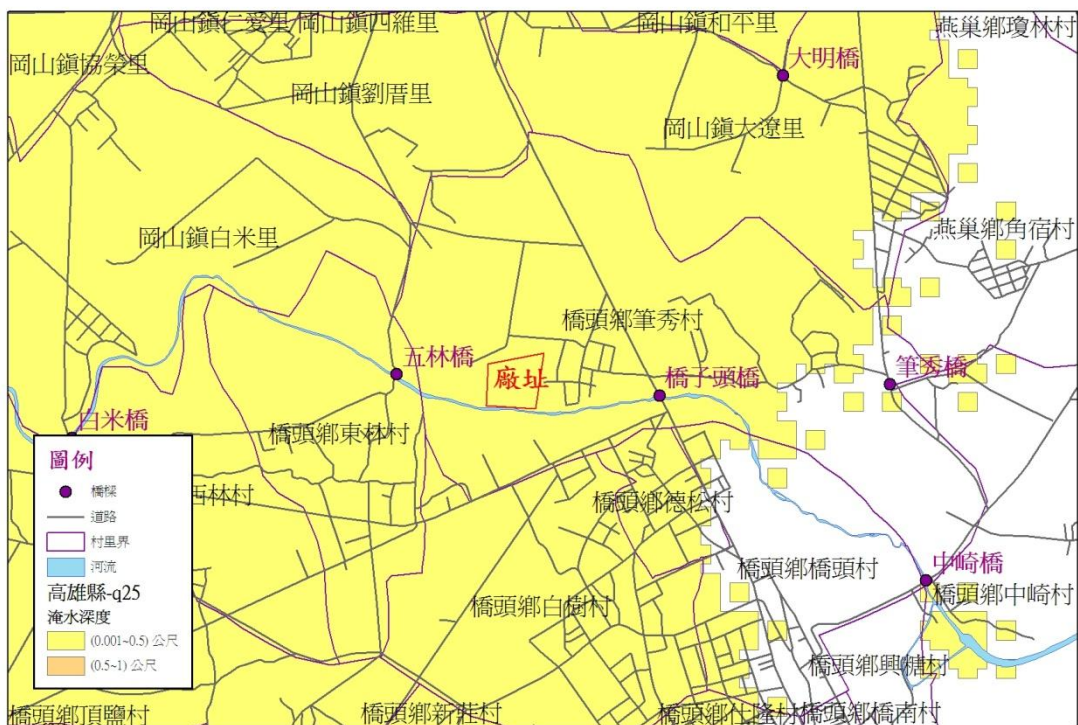 岡山鎮仁愛里
岡山鎮四維里
岡山鎮和平里
燕巢鄉瓊林村
岡山鎮協榮里
大明橋
岡山鎮劉厝里
岡山鎮大遼里
燕巢鄉角宿村
岡山鎮白米里
橋頭鄉筆秀村
五林橋
廠址
橋子頭橋
筆秀橋
白米橋
橋頭鄉東林村
圖例
橋樑
道路
村里界
河流
高雄縣-q25
淹水深度
(0.001~0.5) 公尺
(0.5~1) 公尺
西林村
橋頭鄉德松村
橋頭鄉橋頭村
中崎橋
橋頭鄉中崎村
橋頭鄉白樹村
橋頭鄉興糖村
橋頭鄉頂鹽村
橋頭鄉新莊村
橋頭鄉仕隆村
橋頭鄉橋南村